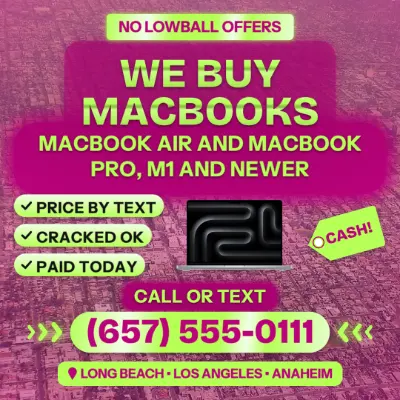 NO LOWBALL OFFERS
WE BUY
MACBOOKS
MACBOOK AIR AND MACBOOK
PRO, M1 AND NEWER
✓ PRICE BY TEXT
✓ CRACKED OK
✓ PAID TODAY
CASH!
CALL OR TEXT
(657) 555-0111
LONG BEACH • LOS ANGELES • ANAHEIM